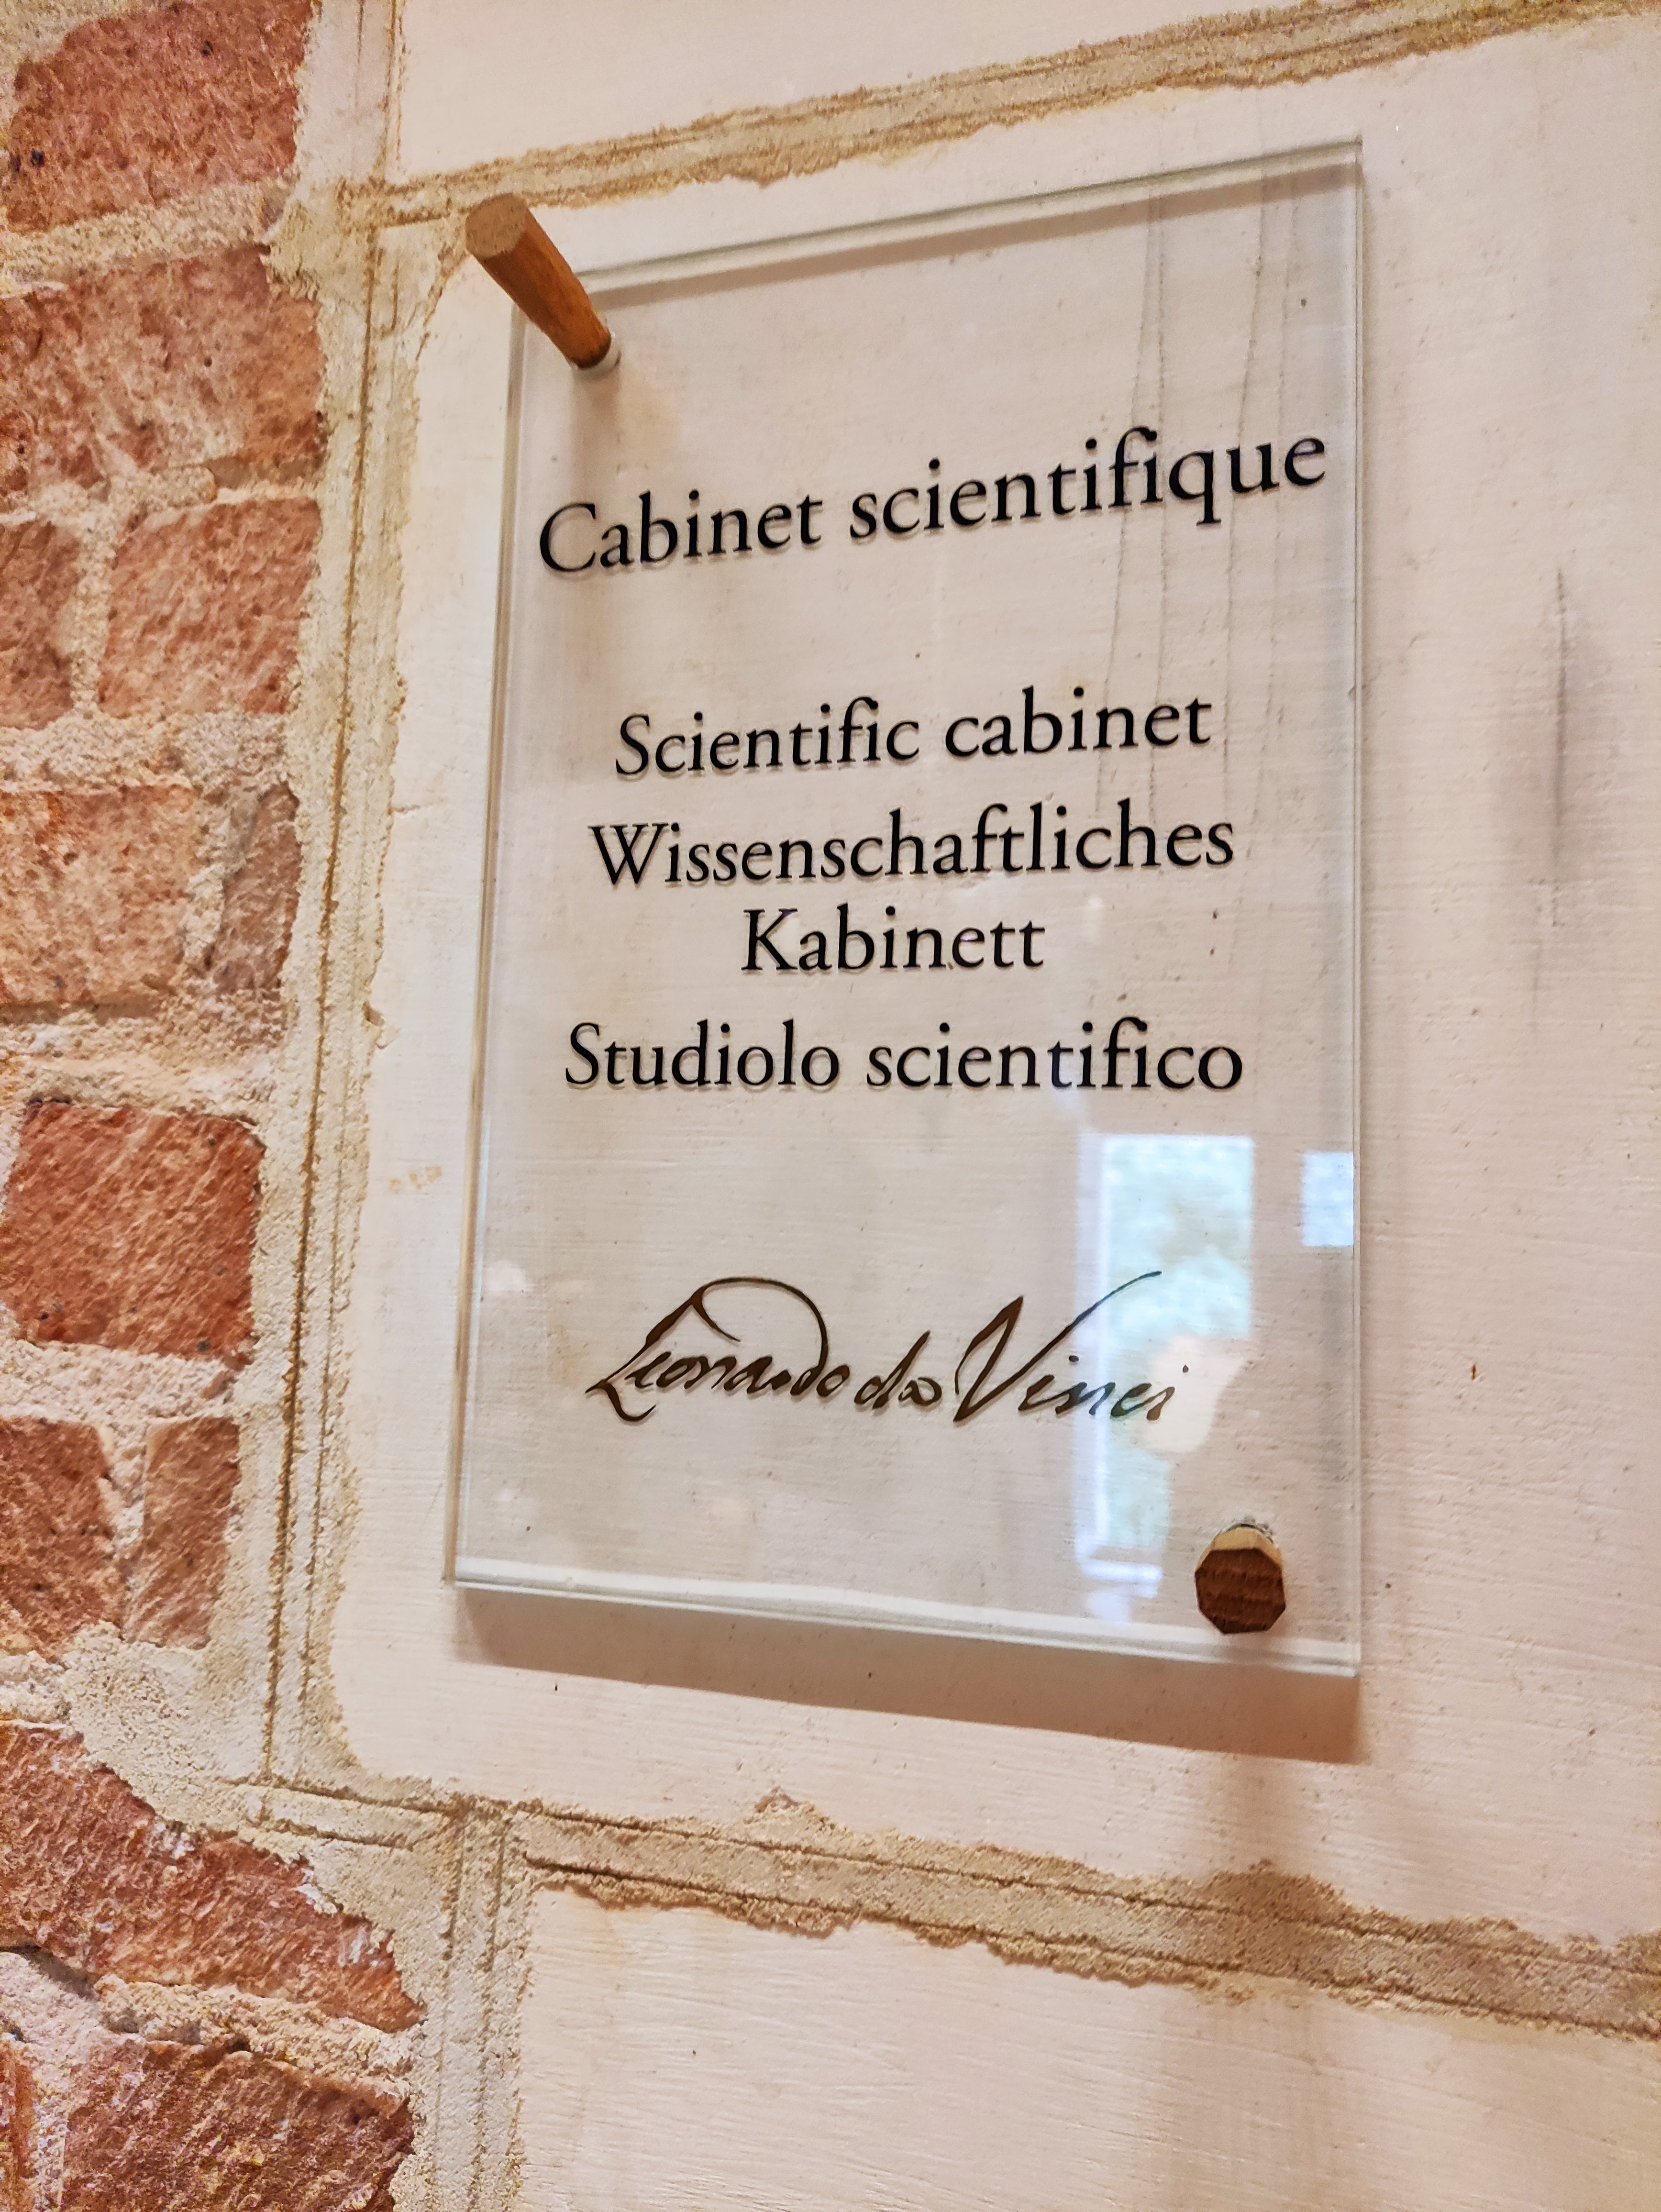 Cabinet scientifique
Scientific cabinet
Wissenschaftliches
Kabinett
Studiolo scientifico
Leonardo da Vinci